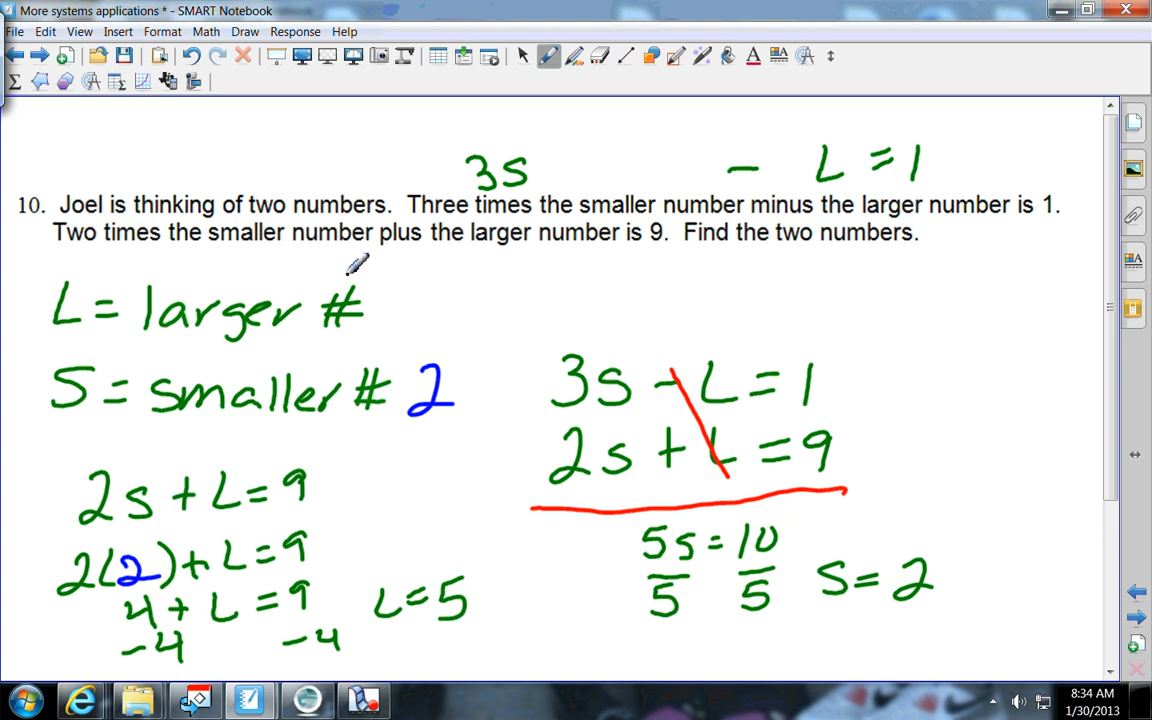 More systems applications * - SMART Notebook
File Edit View Insert Format Math Draw Response Help
3s - L = 1
10. Joel is thinking of two numbers. Three times the smaller number minus the larger number is 1.
Two times the smaller number plus the larger number is 9. Find the two numbers.
L = larger #
S = smaller # 2
3s - L = 1
2s + L = 9
5s = 10
5 5
S = 2
2s + L = 9
2(2) + L = 9
4 + L = 9
-4 -4
L = 5
8:34 AM
1/30/2013